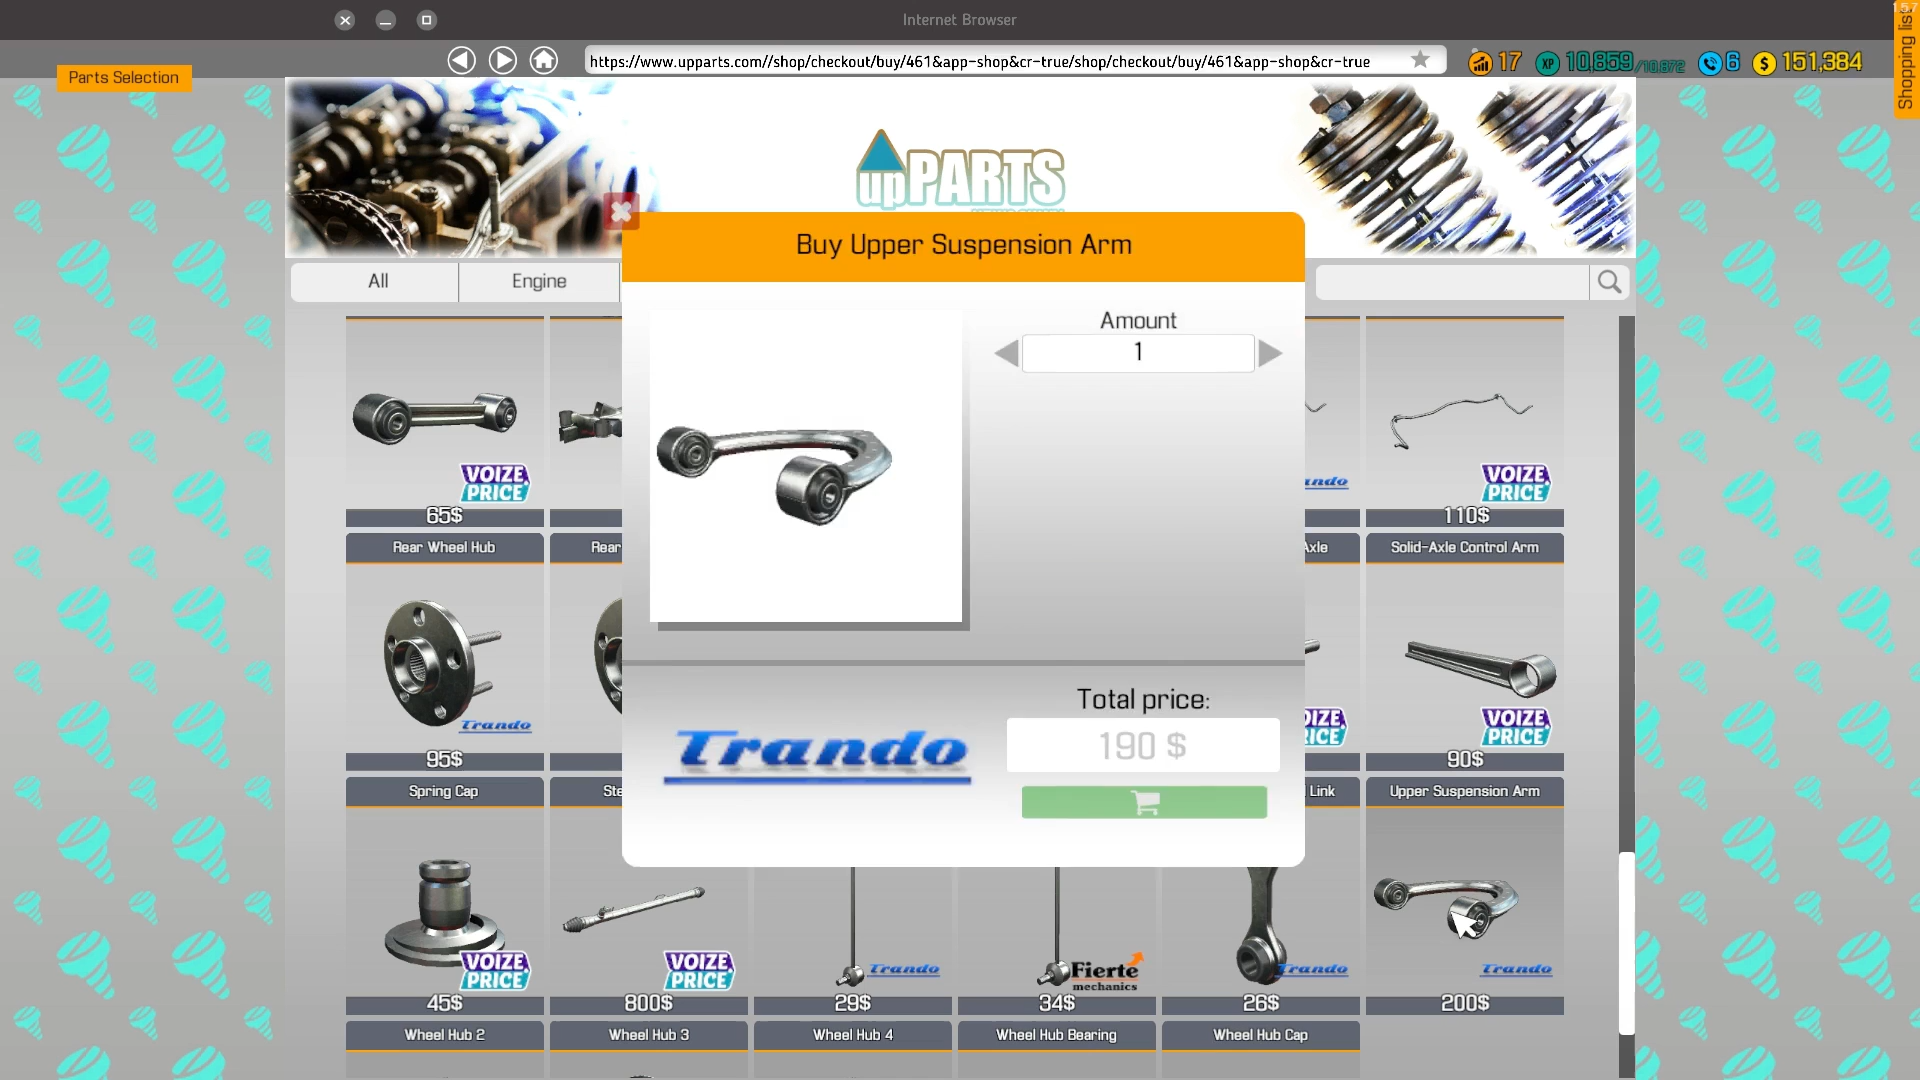 157
Internet Browser
Shopping list
Parts Selection
https://www.upparts.com//shop/checkout/buy/461&app-shop&cr-true/shop/checkout/buy/461&app-shop&cr-true
17
XP 10,859/10,872
6
$ 151,384
upPARTS
Buy Upper Suspension Arm
All
Engine
Amount
1
VOIZE PRICE
65$
VOIZE PRICE
110$
Rear Wheel Hub
Rear
Axle
Solid-Axle Control Arm
Trando
95$
VOIZE PRICE
90$
Total price:
190 $
Trando
Spring Cap
Ste
Link
Upper Suspension Arm
VOIZE PRICE
45$
VOIZE PRICE
800$
Trando
29$
Fierte mechanics
34$
Trando
26$
Trando
200$
Wheel Hub 2
Wheel Hub 3
Wheel Hub 4
Wheel Hub Bearing
Wheel Hub Cap